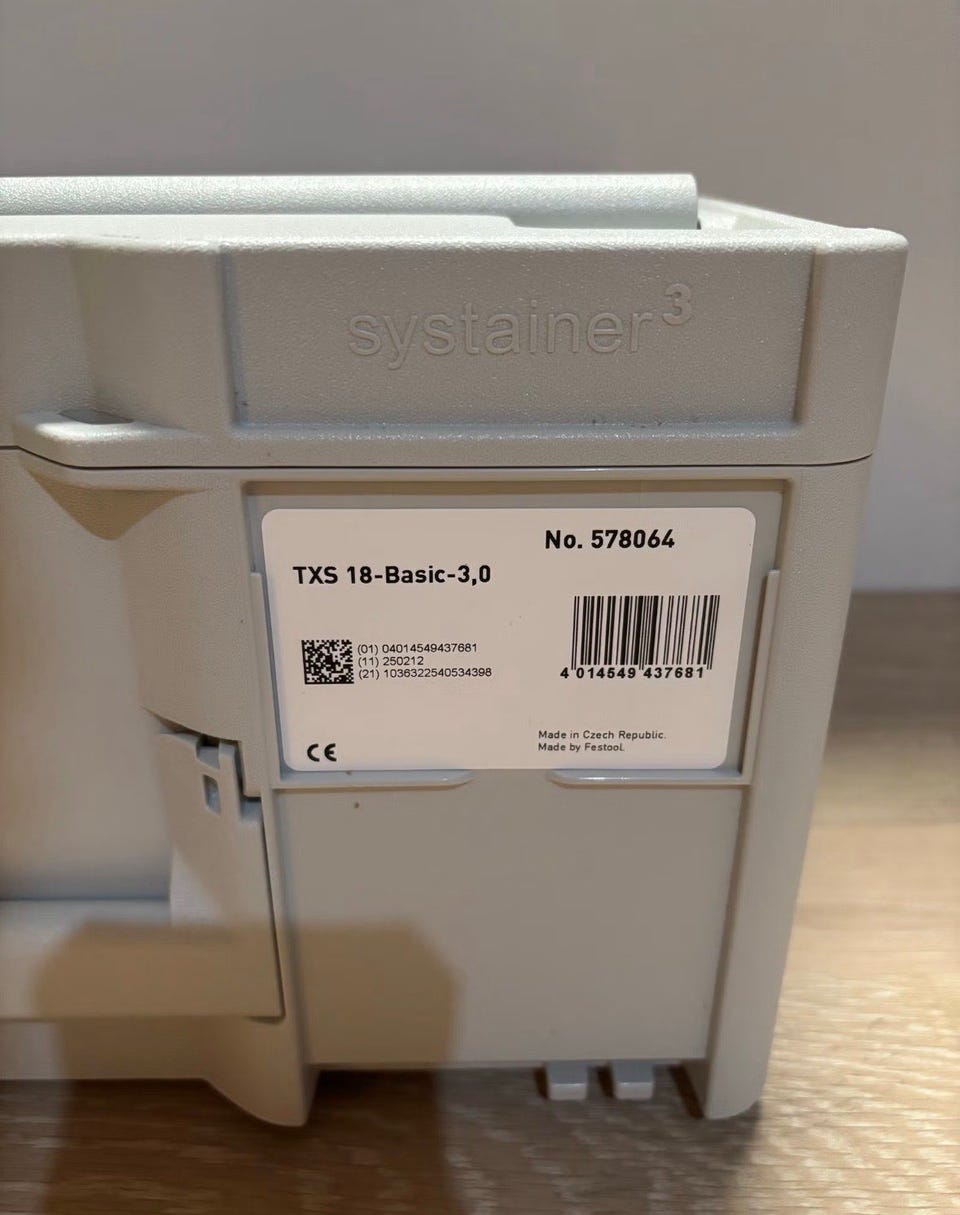 systainer³
No. 578064
TXS 18-Basic-3,0
(01) 04014549437681
(11) 250212
(21) 1036322540534398
4 014549 437681
CE
Made in Czech Republic.
Made by Festool.